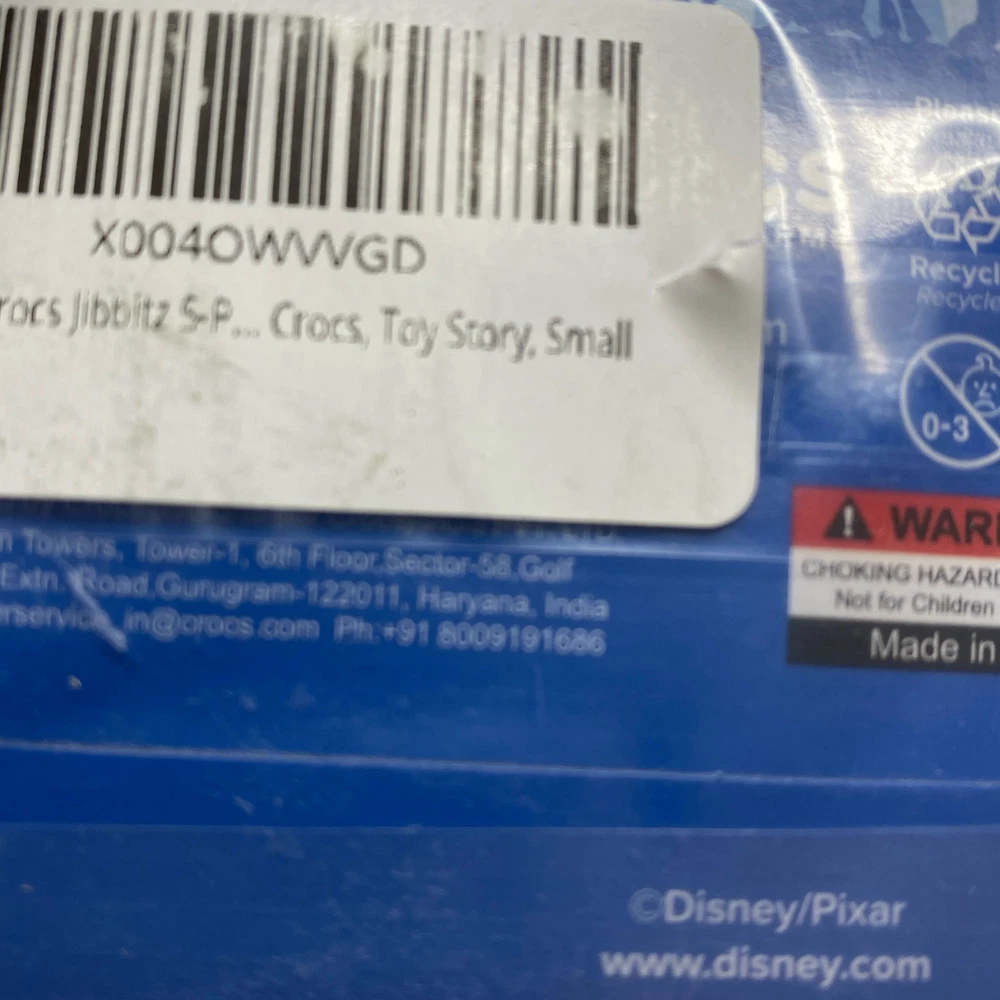 X004OWWGD
rocs Jibbitz 5-P... Crocs, Toy Story, Small
Pleas
Recycl
Recycle
0-3
WAR
CHOKING HAZARD
Not for Children
Made in
n Towers, Tower-1, 6th Floor,Sector-58,Golf
Extn. Road,Gurugram-122011, Haryana, India
in@crocs.com Ph:+91 8009191686
©Disney/Pixar
www.disney.com